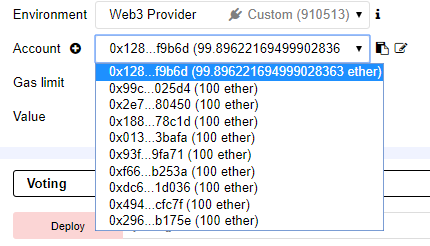 Environment Web3 Provider Custom (910513)
Account 0x128...f9b6d (99.89622169499902836
0x128...f9b6d (99.896221694999028363 ether)
0x99c...025d4 (100 ether)
Gas limit
0x2e7...80450 (100 ether)
0x188...78c1d (100 ether)
Value
0x013...3bafa (100 ether)
0x93f...9fa71 (100 ether)
0xf66...b253a (100 ether)
Voting
0xdc6...1d036 (100 ether)
0x494...cfc7f (100 ether)
Deploy
0x296...b175e (100 ether)